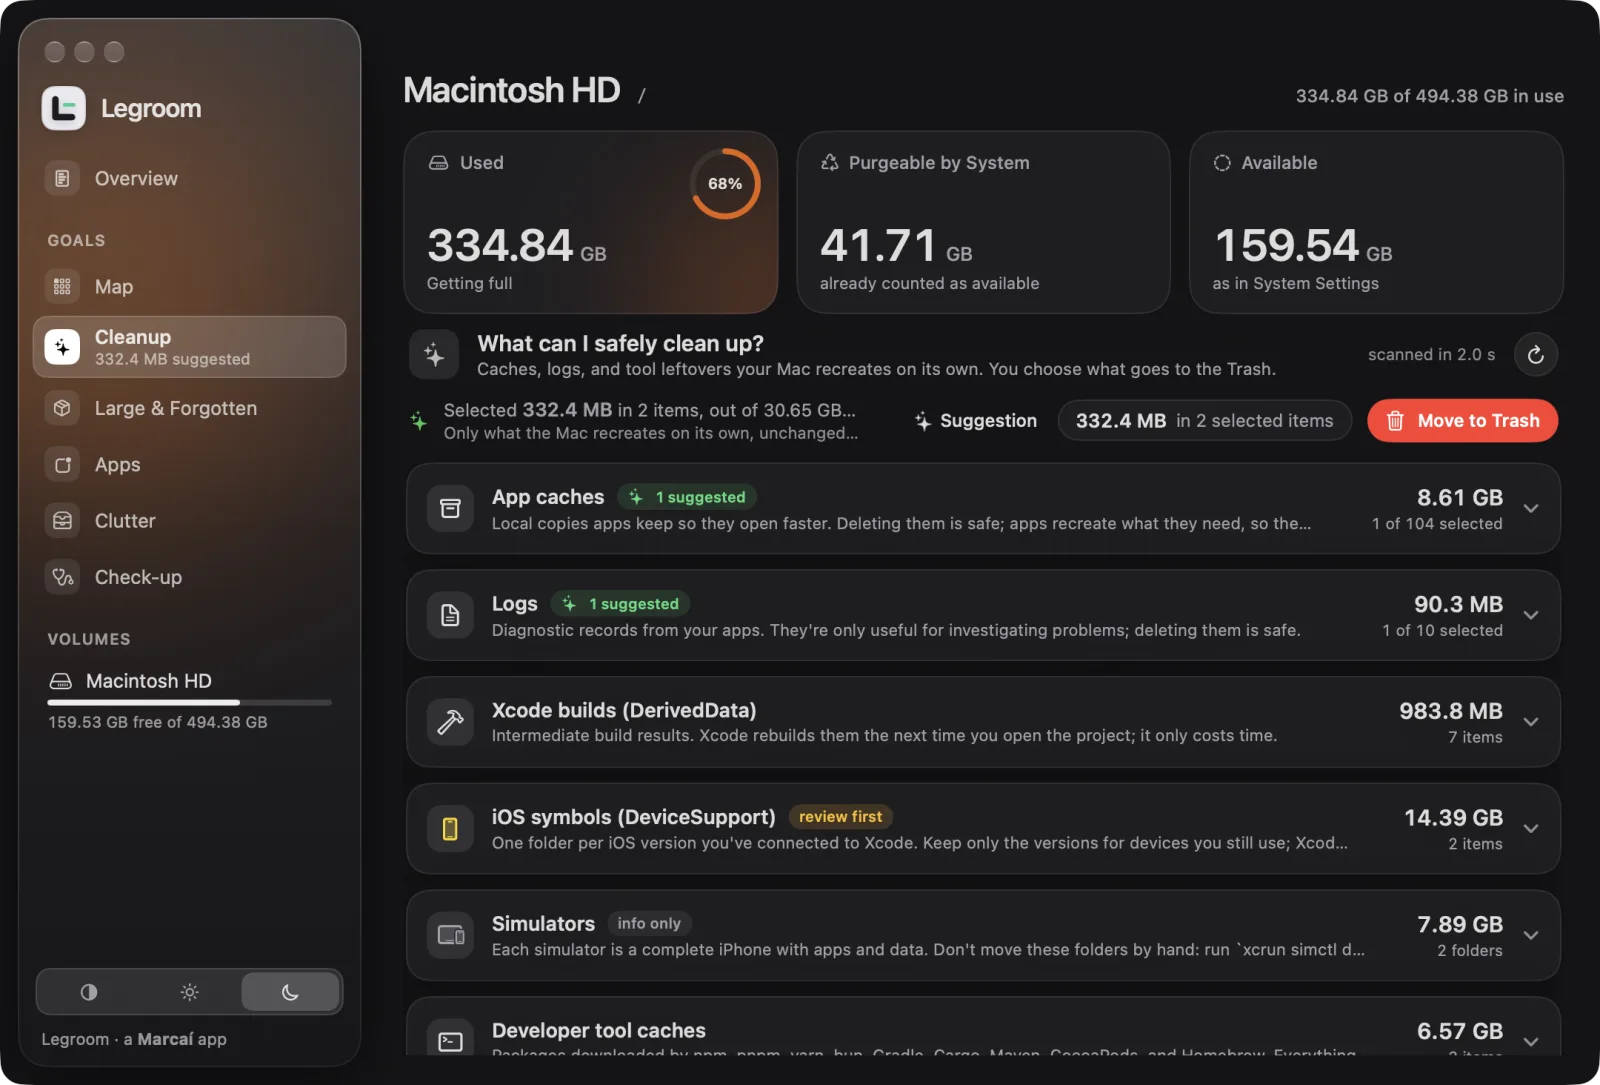 Legroom
Overview
GOALS
Map
Cleanup
332.4 MB suggested
Large & Forgotten
Apps
Clutter
Check-up
VOLUMES
Macintosh HD
159.53 GB free of 494.38 GB
Legroom · a Marcaí app
Macintosh HD /
334.84 GB of 494.38 GB in use
Used
68%
334.84 GB
Getting full
Purgeable by System
41.71 GB
already counted as available
Available
159.54 GB
as in System Settings
What can I safely clean up?
Caches, logs, and tool leftovers your Mac recreates on its own. You choose what goes to the Trash.
scanned in 2.0 s
Selected 332.4 MB in 2 items, out of 30.65 GB...
Only what the Mac recreates on its own, unchanged...
Suggestion
332.4 MB in 2 selected items
Move to Trash
App caches 1 suggested
Local copies apps keep so they open faster. Deleting them is safe; apps recreate what they need, so the...
8.61 GB
1 of 104 selected
Logs 1 suggested
Diagnostic records from your apps. They're only useful for investigating problems; deleting them is safe.
90.3 MB
1 of 10 selected
Xcode builds (DerivedData)
Intermediate build results. Xcode rebuilds them the next time you open the project; it only costs time.
983.8 MB
7 items
iOS symbols (DeviceSupport) review first
One folder per iOS version you've connected to Xcode. Keep only the versions for devices you still use; Xcod...
14.39 GB
2 items
Simulators info only
Each simulator is a complete iPhone with apps and data. Don't move these folders by hand: run `xcrun simctl d...
7.89 GB
2 folders
Developer tool caches
Packages downloaded by npm, pnpm, yarn, bun, Gradle, Cargo, Maven, CocoaPods, and Homebrew. Everything
6.57 GB